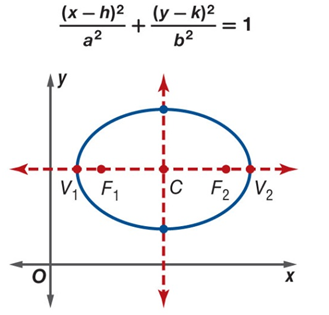 (x – h)²/a² + (y – k)²/b² = 1
y
V₁ F₁ C F₂ V₂
O x